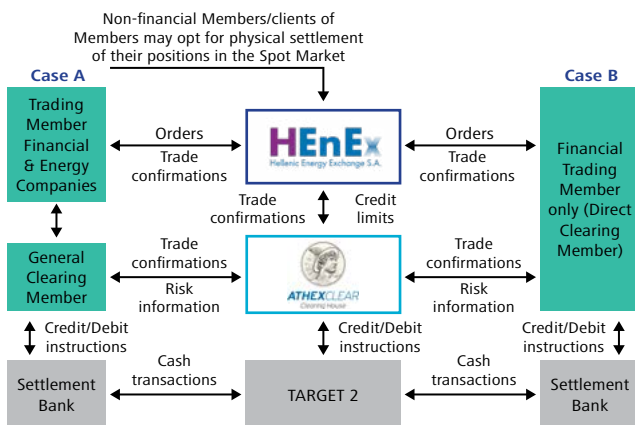 Non-financial Members/clients of
Members may opt for physical settlement
of their positions in the Spot Market
Case A
Case B
Trading
Member
Financial
& Energy
Companies
Orders
Trade
confirmations
HEnEx
Hellenic Energy Exchange S.A.
Orders
Trade
confirmations
Financial
Trading
Member
only (Direct
Clearing
Member)
Trade
confirmations
Credit
limits
General
Clearing
Member
Trade
confirmations
Risk
information
ATHEXCLEAR
Clearing House
Trade
confirmations
Risk
information
Credit/Debit
instructions
Credit/Debit
instructions
Credit/Debit
instructions
Settlement
Bank
Cash
transactions
TARGET 2
Cash
transactions
Settlement
Bank